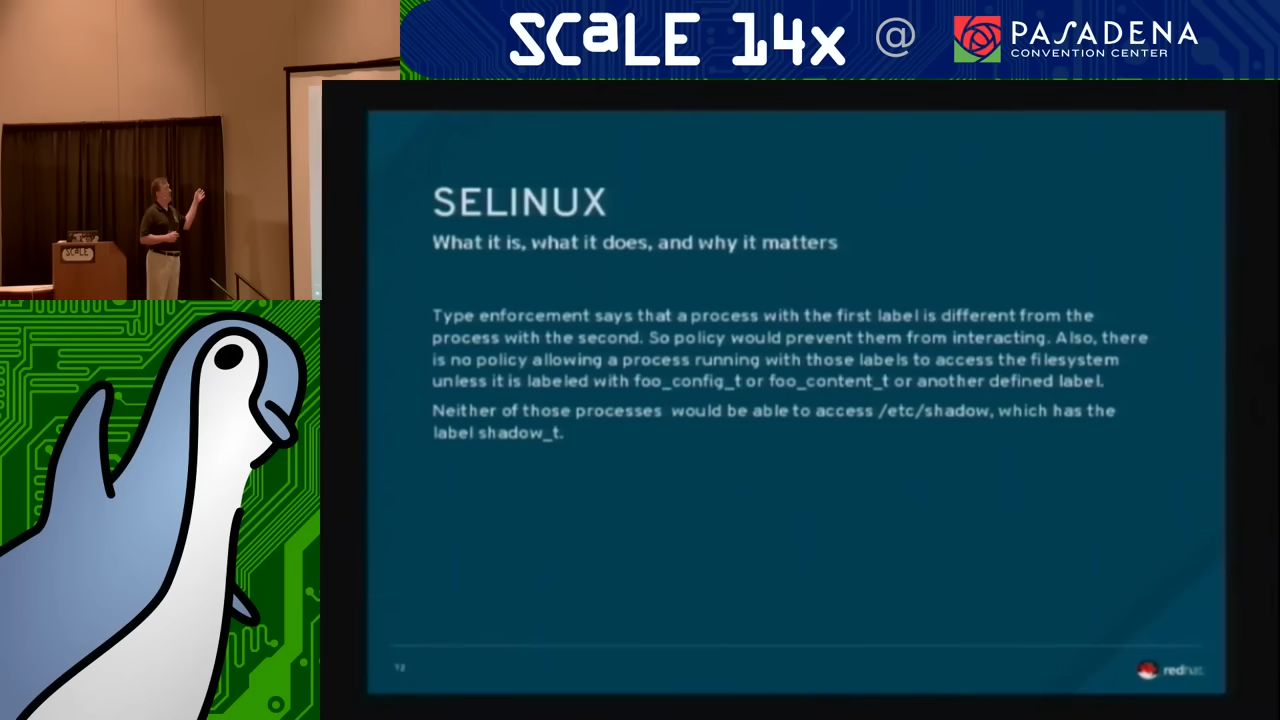 SCaLE 14x @ PASADENA
CONVENTION CENTER
SCALE
SELINUX
What it is, what it does, and why it matters
Type enforcement says that a process with the first label is different from the
process with the second. So policy would prevent them from interacting. Also, there
is no policy allowing a process running with those labels to access the filesystem
unless it is labeled with foo_config_t or foo_content_t or another defined label.
Neither of those processes would be able to access /etc/shadow, which has the
label shadow_t.
redhat